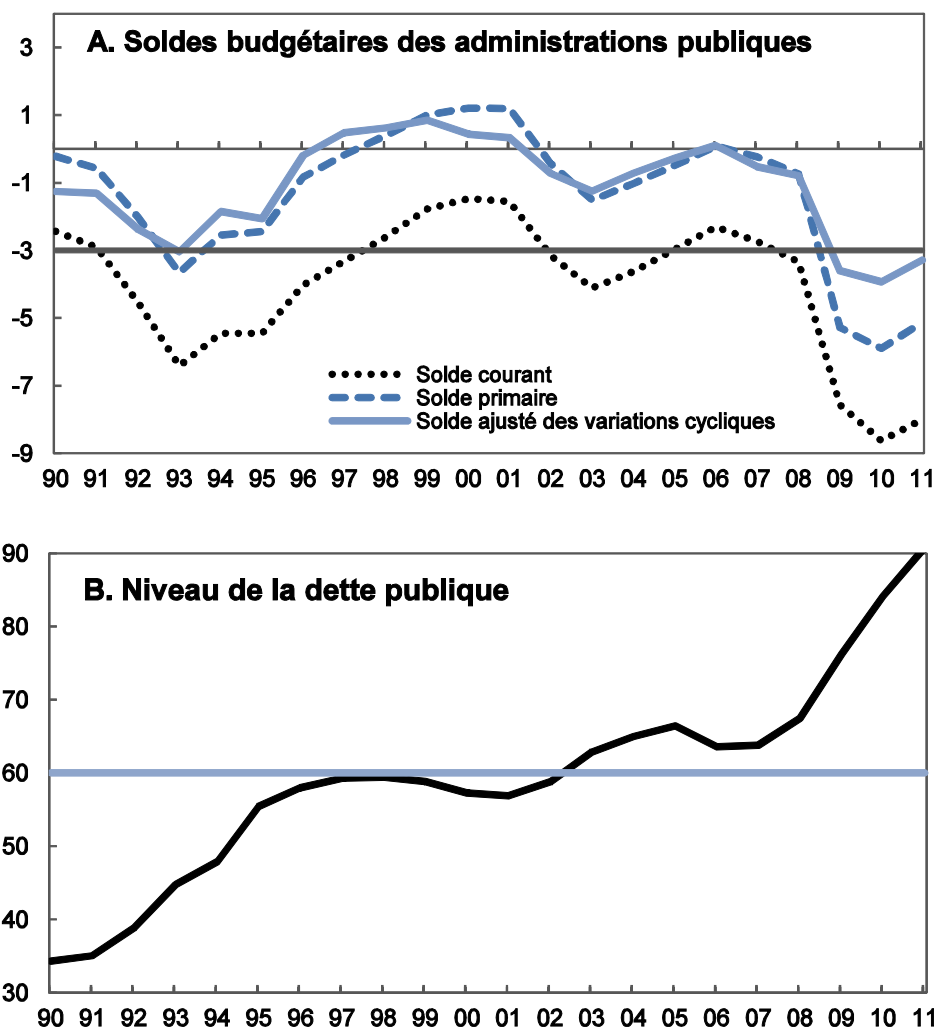 A. Soldes budgétaires des administrations publiques
3
1
-1
-3
-5
-7
-9
Solde courant
Solde primaire
Solde ajusté des variations cycliques
90 91 92 93 94 95 96 97 98 99 00 01 02 03 04 05 06 07 08 09 10 11
B. Niveau de la dette publique
90
80
70
60
50
40
30
90 91 92 93 94 95 96 97 98 99 00 01 02 03 04 05 06 07 08 09 10 11